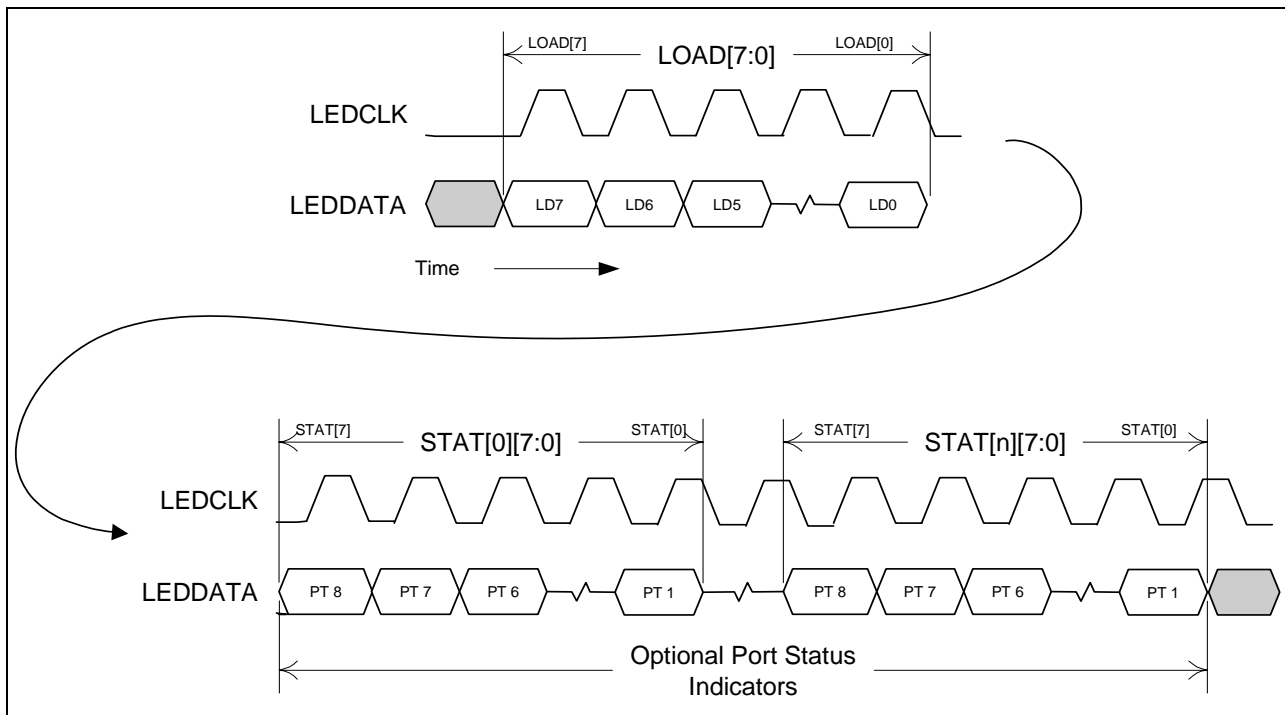 LOAD[7] LOAD[7:0] LOAD[0]
LEDCLK
LEDDATA LD7 LD6 LD5 LD0
Time
STAT[7] STAT[0][7:0] STAT[0] STAT[7] STAT[n][7:0] STAT[0]
LEDCLK
LEDDATA PT 8 PT 7 PT 6 PT 1 PT 8 PT 7 PT 6 PT 1
Optional Port Status
Indicators